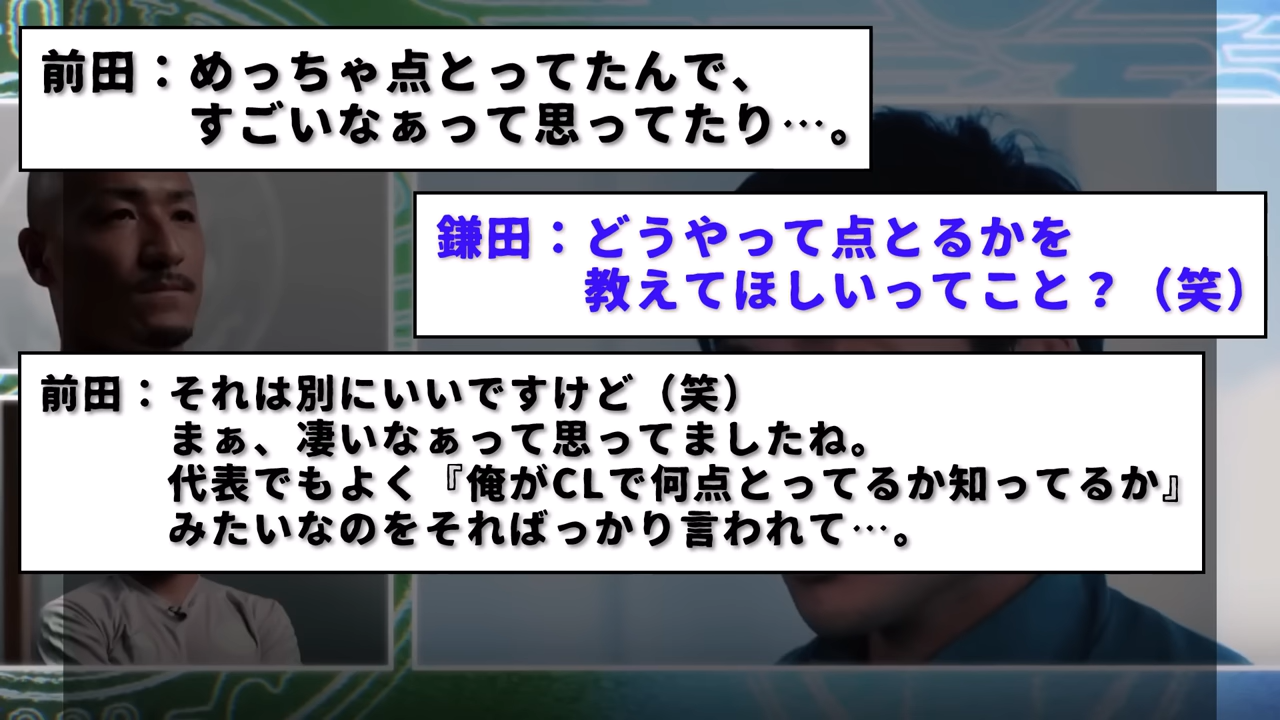 前田：めっちゃ点とってたんで、
すごいなぁって思ってたり…。
鎌田：どうやって点とるかを
教えてほしいってこと？（笑）
前田：それは別にいいですけど（笑）
まぁ、凄いなぁって思ってましたね。
代表でもよく『俺がCLで何点とってるか知ってるか』
みたいなのをそればっかり言われて…。